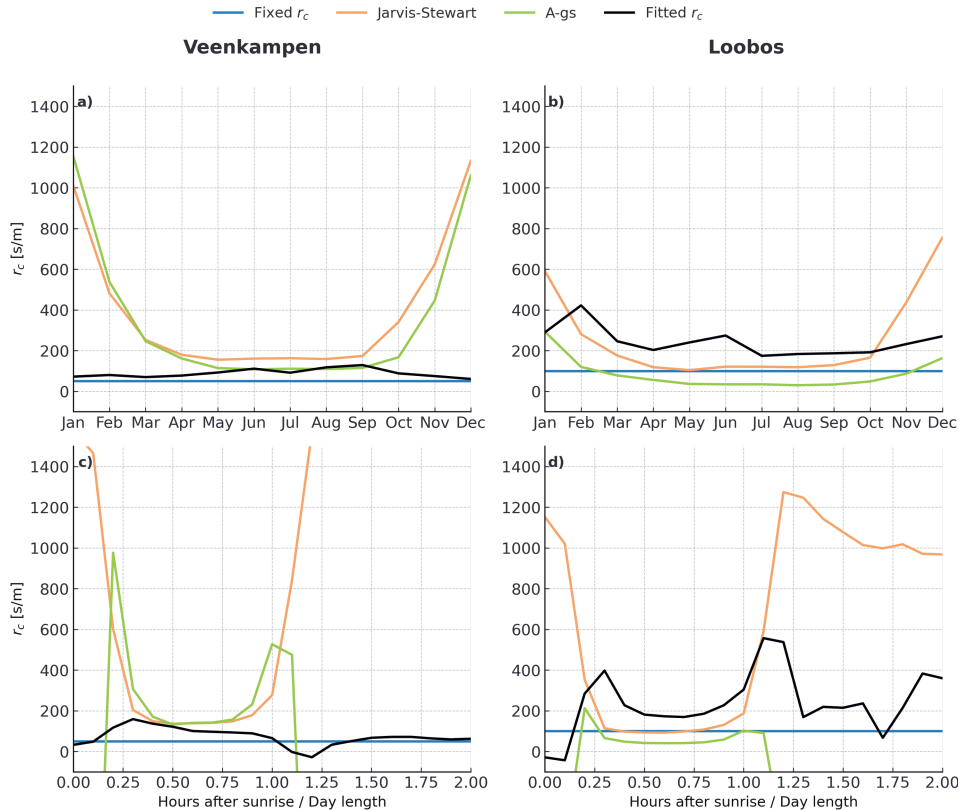 Fixed r_c Jarvis-Stewart A-gs Fitted r_c
Veenkampen Loobos
a) b)
1400 1400
1200 1200
1000 1000
800 800
600 600
400 400
200 200
0 0
r_c [s/m]
Jan Feb Mar Apr May Jun Jul Aug Sep Oct Nov Dec Jan Feb Mar Apr May Jun Jul Aug Sep Oct Nov Dec
c) d)
1400 1400
1200 1200
1000 1000
800 800
600 600
400 400
200 200
0 0
r_c [s/m]
0.00 0.25 0.50 0.75 1.00 1.25 1.50 1.75 2.00 0.00 0.25 0.50 0.75 1.00 1.25 1.50 1.75 2.00
Hours after sunrise / Day length Hours after sunrise / Day length